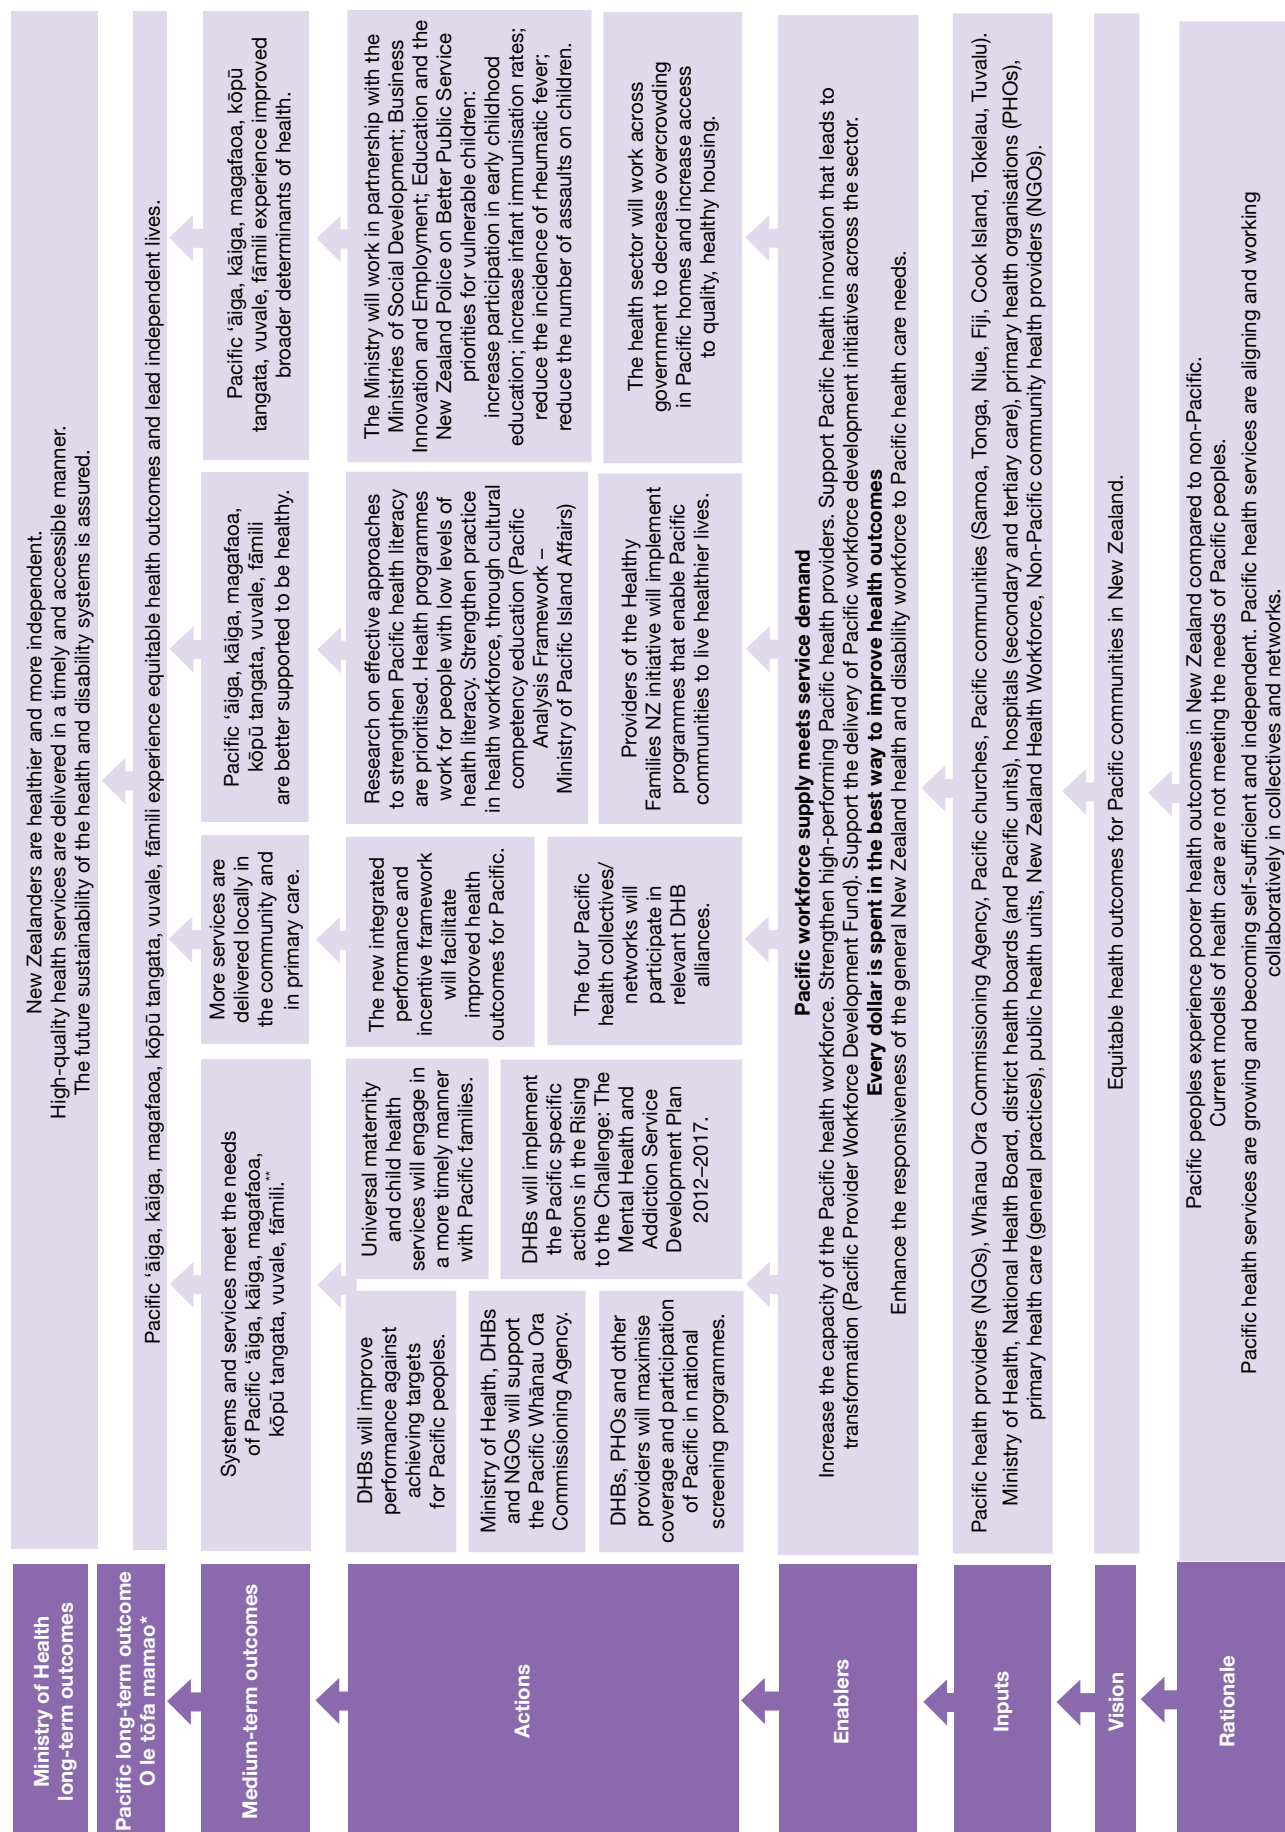 Ministry of Health
long-term outcomes
New Zealanders are healthier and more independent.
High-quality health services are delivered in a timely and accessible manner.
The future sustainability of the health and disability systems is assured.
Pacific long-term outcome
O le tōfa mamao*
Pacific ‘āiga, kāiga, magafaoa, kōpū tangata, vuvale, fāmili experience equitable health outcomes and lead independent lives.
Medium-term outcomes
Systems and services meet the needs
of Pacific ‘āiga, kāiga, magafaoa,
kōpū tangata, vuvale, fāmili.**
More services are
delivered locally in
the community and
in primary care.
Pacific ‘āiga, kāiga, magafaoa,
kōpū tangata, vuvale, fāmili
are better supported to be healthy.
Pacific ‘āiga, kāiga, magafaoa, kōpū
tangata, vuvale, fāmili experience improved
broader determinants of health.
Actions
DHBs will improve
performance against
achieving targets
for Pacific peoples.
Ministry of Health, DHBs
and NGOs will support
the Pacific Whānau Ora
Commissioning Agency.
DHBs, PHOs and other
providers will maximise
coverage and participation
of Pacific in national
screening programmes.
Universal maternity
and child health
services will engage in
a more timely manner
with Pacific families.
DHBs will implement
the Pacific specific
actions in the Rising
to the Challenge: The
Mental Health and
Addiction Service
Development Plan
2012–2017.
The new integrated
performance and
incentive framework
will facilitate
improved health
outcomes for Pacific.
The four Pacific
health collectives/
networks will
participate in
relevant DHB
alliances.
Research on effective approaches
to strengthen Pacific health literacy
are prioritised. Health programmes
work for people with low levels of
health literacy. Strengthen practice
in health workforce, through cultural
competency education (Pacific
Analysis Framework –
Ministry of Pacific Island Affairs)
Providers of the Healthy
Families NZ initiative will implement
programmes that enable Pacific
communities to live healthier lives.
The Ministry will work in partnership with the
Ministries of Social Development; Business
Innovation and Employment; Education and the
New Zealand Police on Better Public Service
priorities for vulnerable children:
increase participation in early childhood
education; increase infant immunisation rates;
reduce the incidence of rheumatic fever;
reduce the number of assaults on children.
The health sector will work across
government to decrease overcrowding
in Pacific homes and increase access
to quality, healthy housing.
Enablers
Pacific workforce supply meets service demand
Increase the capacity of the Pacific health workforce. Strengthen high-performing Pacific health providers. Support Pacific health innovation that leads to
transformation (Pacific Provider Workforce Development Fund). Support the delivery of Pacific workforce development initiatives across the sector.
Every dollar is spent in the best way to improve health outcomes
Enhance the responsiveness of the general New Zealand health and disability workforce to Pacific health care needs.
Inputs
Pacific health providers (NGOs), Whānau Ora Commissioning Agency, Pacific churches, Pacific communities (Samoa, Tonga, Niue, Fiji, Cook Island, Tokelau, Tuvalu).
Ministry of Health, National Health Board, district health boards (and Pacific units), hospitals (secondary and tertiary care), primary health organisations (PHOs),
primary health care (general practices), public health units, New Zealand Health Workforce, Non-Pacific community health providers (NGOs).
Vision
Equitable health outcomes for Pacific communities in New Zealand.
Rationale
Pacific peoples experience poorer health outcomes in New Zealand compared to non-Pacific.
Current models of health care are not meeting the needs of Pacific peoples.
Pacific health services are growing and becoming self-sufficient and independent. Pacific health services are aligning and working
collaboratively in collectives and networks.